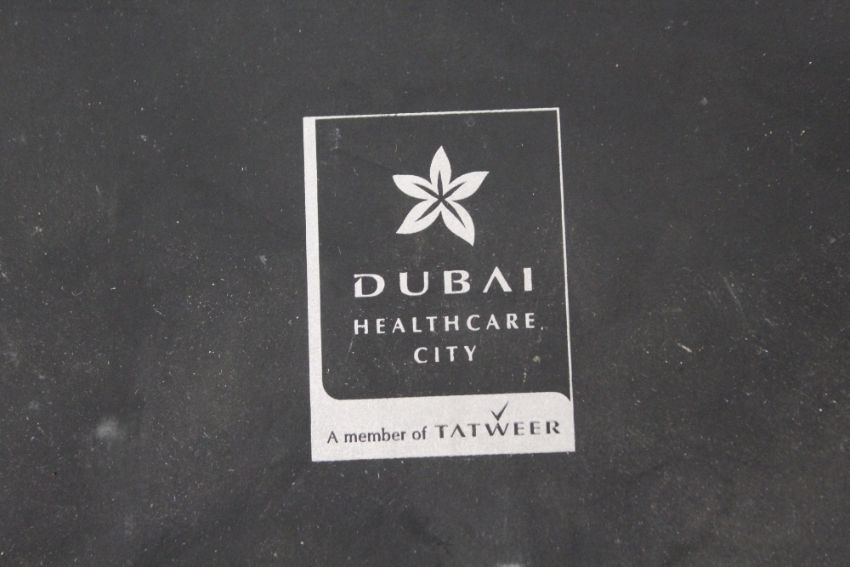 DUBAI
HEALTHCARE
CITY
A member of TATWEER